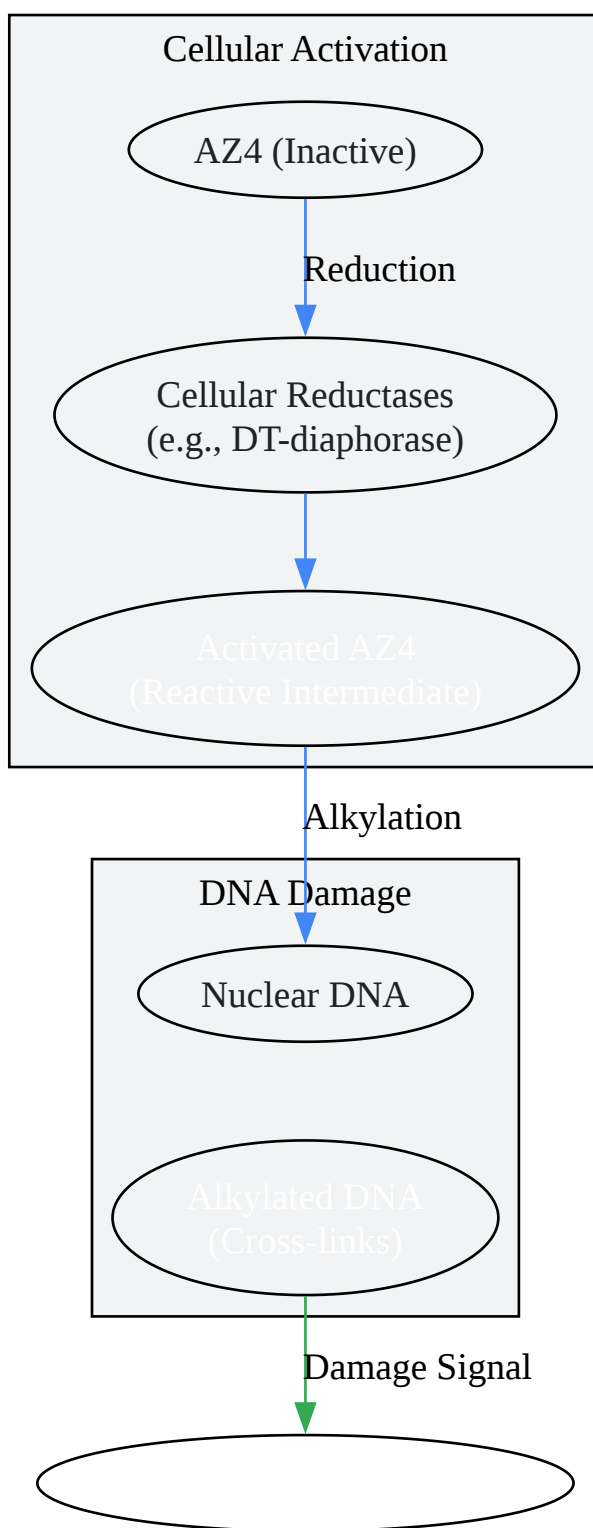 Cellular Activation
AZ4 (Inactive)
Reduction
Cellular Reductases
(e.g., DT-diaphorase)
Activated AZ4
(Reactive Intermediate)
Alkylation
DNA Damage
Nuclear DNA
Alkylated DNA
(Cross-links)
Damage Signal